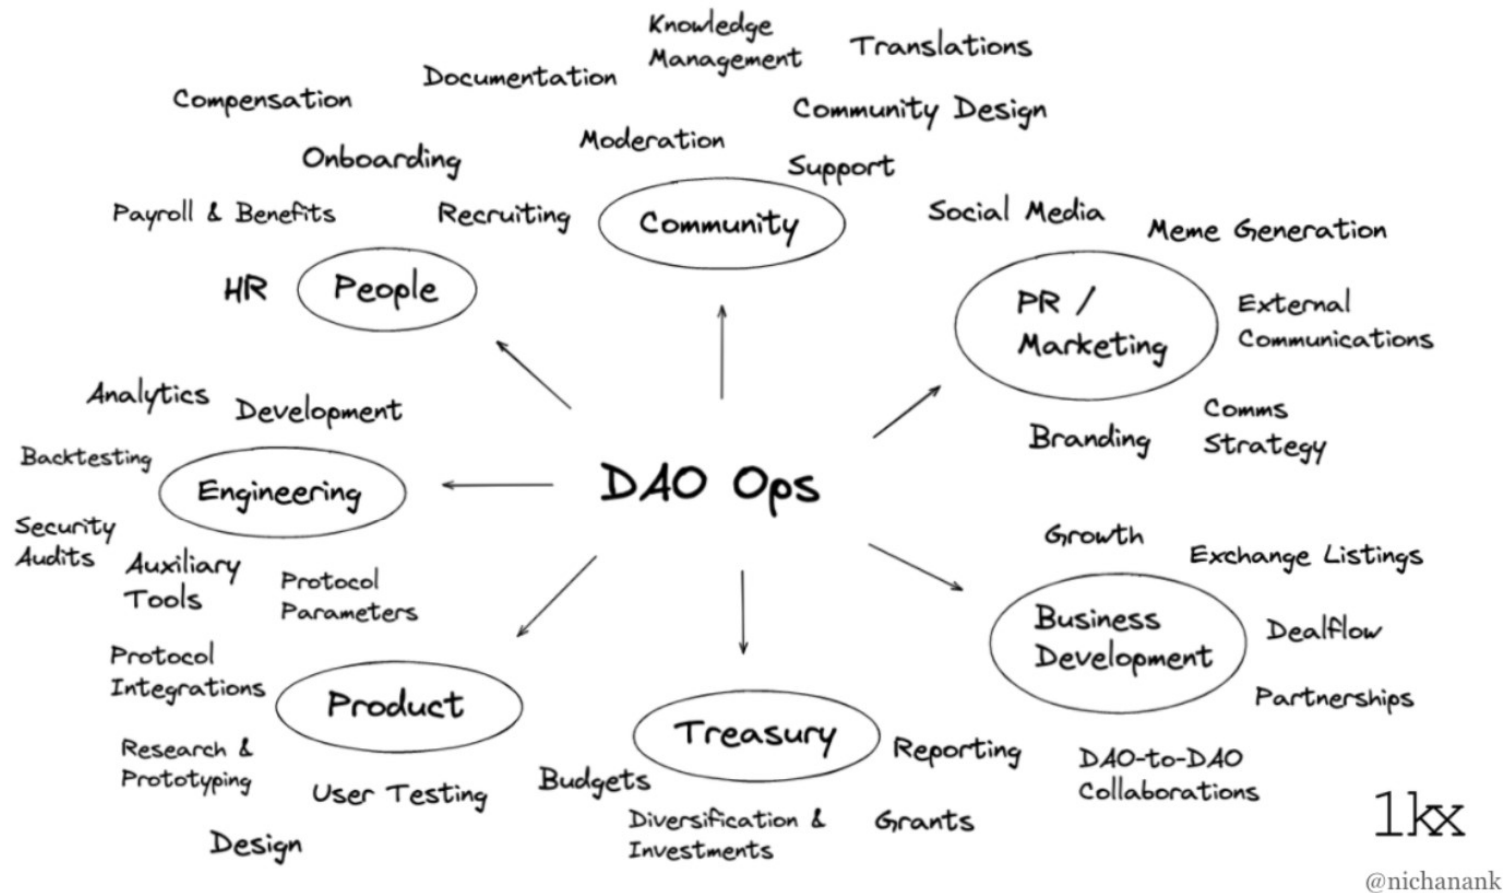 Knowledge
Management
Translations
Documentation
Compensation
Community Design
Moderation
Onboarding
Support
Payroll & Benefits
Recruiting
Community
Social Media
Meme Generation
HR
People
PR /
Marketing
External
Communications
Analytics
Development
Comms
Strategy
Branding
Backtesting
Engineering
DAO Ops
Security
Audits
Auxiliary
Tools
Protocol
Parameters
Growth
Exchange Listings
Business
Development
Dealflow
Partnerships
Protocol
Integrations
Product
Treasury
Reporting
DAO-to-DAO
Collaborations
Research &
Prototyping
User Testing
Budgets
Diversification &
Investments
Grants
Design
1kx
@nichanank